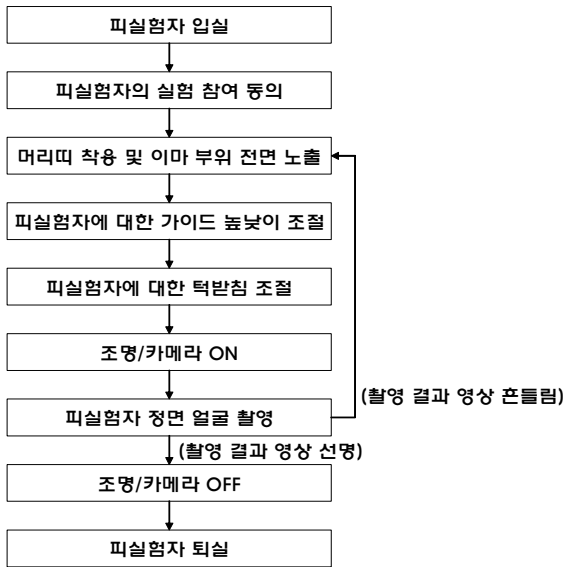 피실험자 입실
피실험자의 실험 참여 동의
머리띠 착용 및 이마 부위 전면 노출
피실험자에 대한 가이드 높낮이 조절
피실험자에 대한 턱받침 조절
조명/카메라 ON
피실험자 정면 얼굴 촬영
(촬영 결과 영상 흔들림)
(촬영 결과 영상 선명)
조명/카메라 OFF
피실험자 퇴실